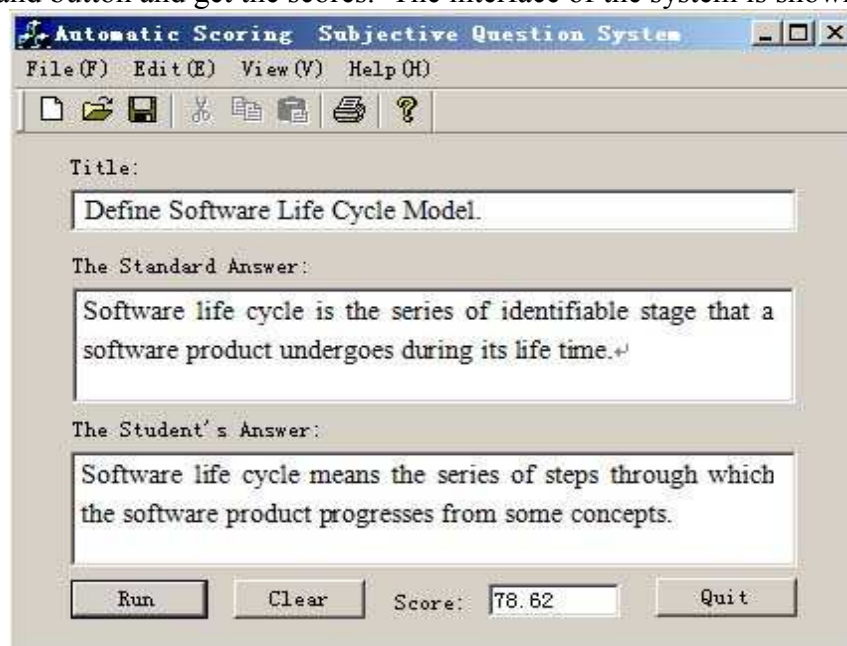 and button and get the scores. The interface of the system is shown
Automatic Scoring Subjective Question System
File(F) Edit(E) View(V) Help(H)
Title:
Define Software Life Cycle Model.
The Standard Answer:
Software life cycle is the series of identifiable stage that a
software product undergoes during its life time.↵
The Student's Answer:
Software life cycle means the series of steps through which
the software product progresses from some concepts.
Run Clear Score: 78.62 Quit